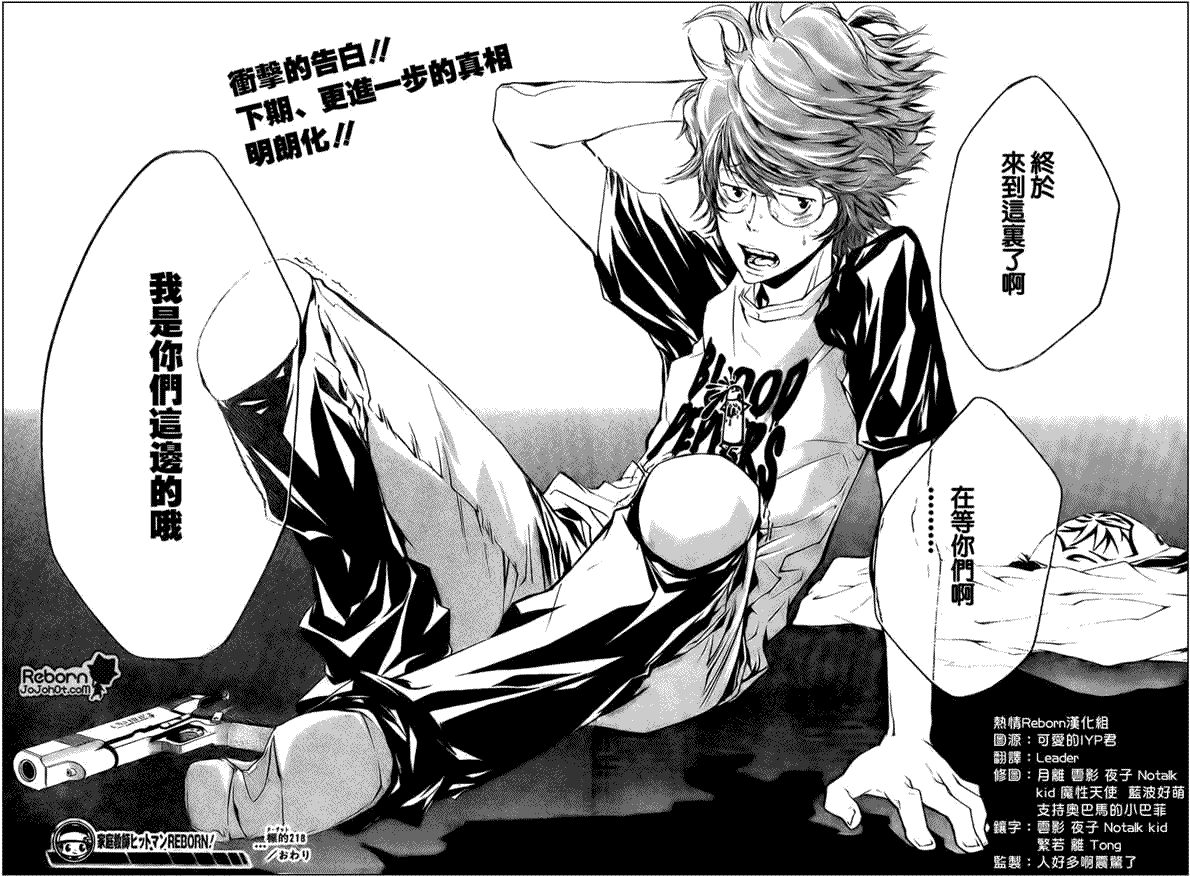 衝擊的告白!!
下期、更進一步的真相
明朗化!!
終於
來到這裏了啊
在等你們啊
………
我是你們這邊的哦
BLOOD
Reborn
JoJoHOt.com
熱情Reborn漢化組
圖源：可愛的IYP君
翻譯：Leader
修圖：月離 雲影 夜子 Notalk
kid 魔性天使 藍波好萌
支持奧巴馬的小巴菲
鑲字：雲影 夜子 Notalk kid
繁若 離 Tong
監製：人好多啊震驚了
家庭教師ヒットマンREBORN!
標的218
…／おわり